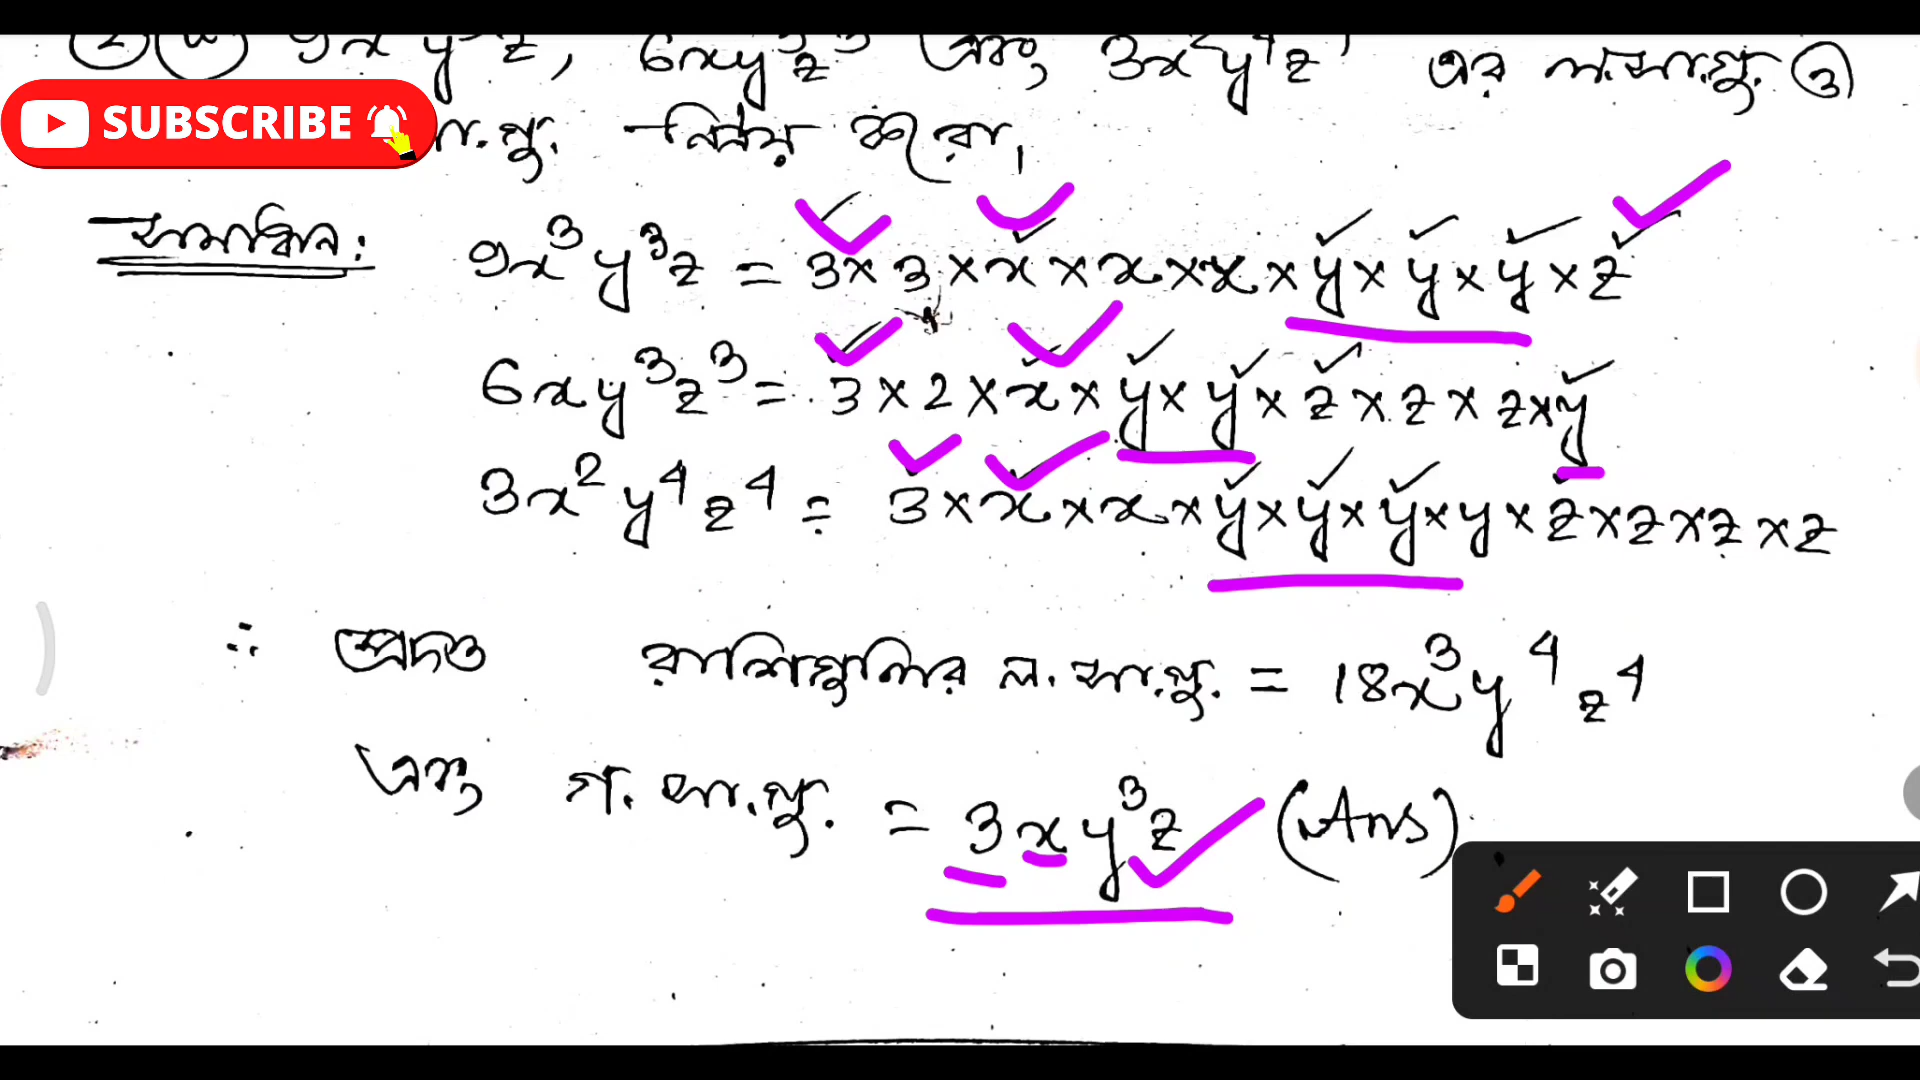 2 a 9x³y³z, 6xy³z³ এবং 3x²y⁴z⁴ এর ল.সা.গু. ও
SUBSCRIBE সা.গু. নির্ণয় করো,
সমাধান: 9x³y³z = 3×3×x×x×x×y×y×y×z
6xy³z³ = 3×2×x×y×y×z×z×z×y
3x²y⁴z⁴ = 3×x×x×y×y×y×y×z×z×z×z
∴ প্রদত্ত রাশিগুলির ল.সা.গু. = 18x³y⁴z⁴
এবং গ.সা.গু. = 3xy³z (Ans)